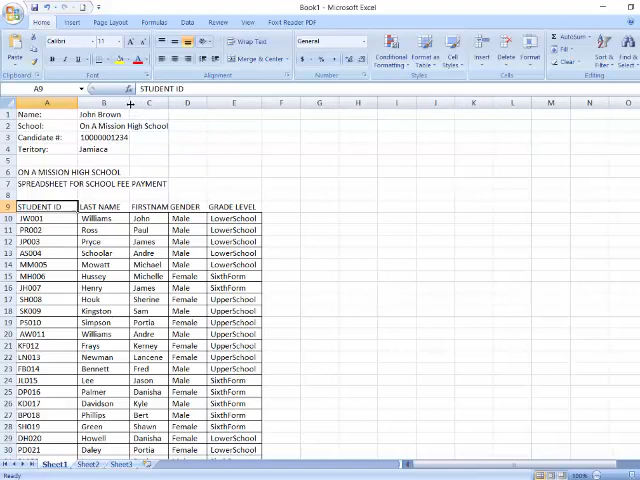 Book1 - Microsoft Excel
Home Insert Page Layout Formulas Data Review View Foxit Reader PDF
Calibri 11 Wrap Text General AutoSum
Paste Fill
B I U Merge & Center $ % Conditional Formatting Format as Table Cell Styles Insert Delete Format Clear Sort & Filter Find & Select
Clipboard Font Alignment Number Styles Cells Editing
A9 fx STUDENT ID
A B C D E F G H I J K L M N O
1 Name: John Brown
2 School: On A Mission High School
3 Candidate #: 10000001234
4 Teritory: Jamiaca
5
6 ON A MISSION HIGH SCHOOL
7 SPREADSHEET FOR SCHOOL FEE PAYMENT
8
9 STUDENT ID LAST NAME FIRSTNAM GENDER GRADE LEVEL
10 JW001 Williams John Male LowerSchool
11 PR002 Ross Paul Male LowerSchool
12 JP003 Pryce James Male LowerSchool
13 AS004 Schoolar Andre Male LowerSchool
14 MM005 Mowatt Michael Male LowerSchool
15 MH006 Hussey Michelle Female SixthForm
16 JH007 Henry James Male SixthForm
17 SH008 Houk Sherine Female UpperSchool
18 SK009 Kingston Sam Male UpperSchool
19 PS010 Simpson Portia Female UpperSchool
20 AW011 Williams Andre Male UpperSchool
21 KF012 Frays Kerney Female UpperSchool
22 LN013 Newman Lancene Female UpperSchool
23 FB014 Bennett Fred Male UpperSchool
24 JL015 Lee Jason Male SixthForm
25 DP016 Palmer Danisha Female SixthForm
26 KD017 Davidson Kyle Male SixthForm
27 BP018 Phillips Bert Male SixthForm
28 SH019 Green Shawn Female SixthForm
29 DH020 Howell Danisha Female LowerSchool
30 PD021 Daley Portia Female LowerSchool
Sheet1 Sheet2 Sheet3
Ready 100%